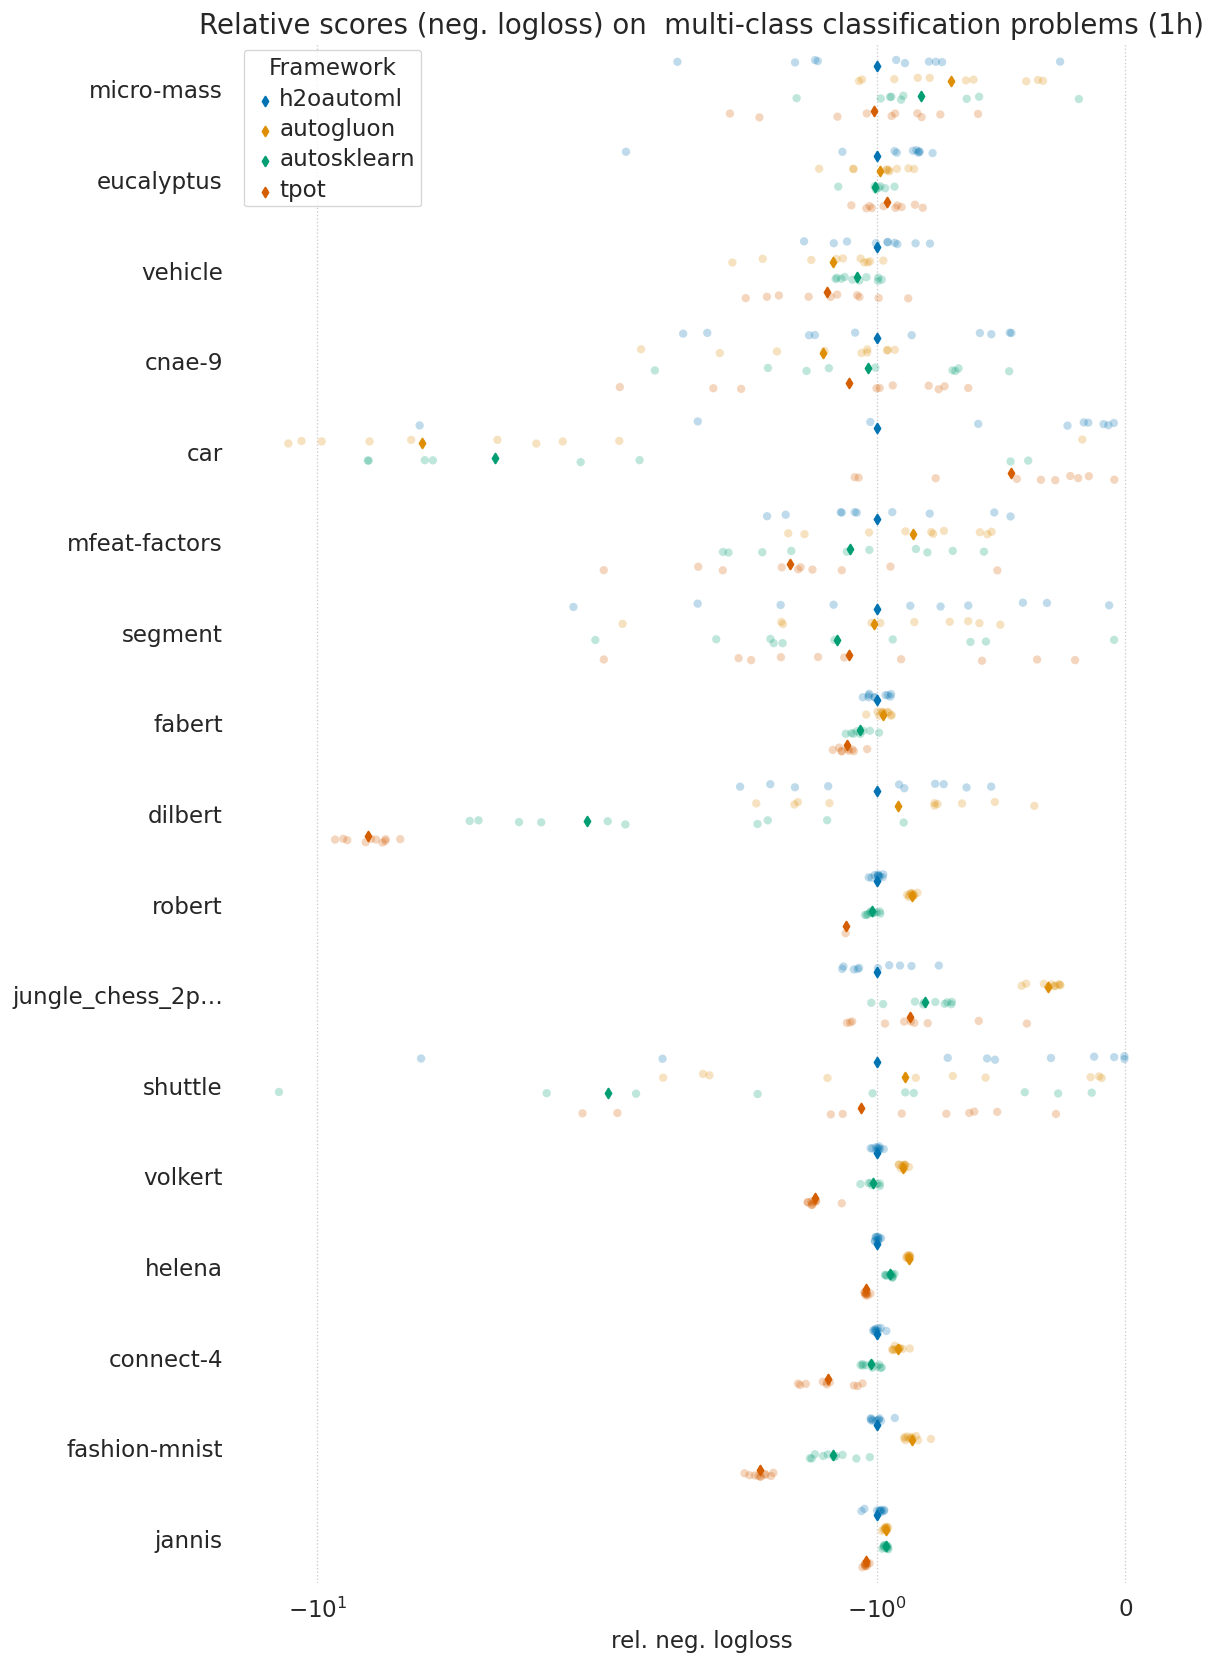 Relative scores (neg. logloss) on  multi-class classification problems (1h)
Framework
h2oautoml
autogluon
autosklearn
tpot
micro-mass
eucalyptus
vehicle
cnae-9
car
mfeat-factors
segment
fabert
dilbert
robert
jungle_chess_2p...
shuttle
volkert
helena
connect-4
fashion-mnist
jannis
−10¹ −10⁰ 0
rel. neg. logloss